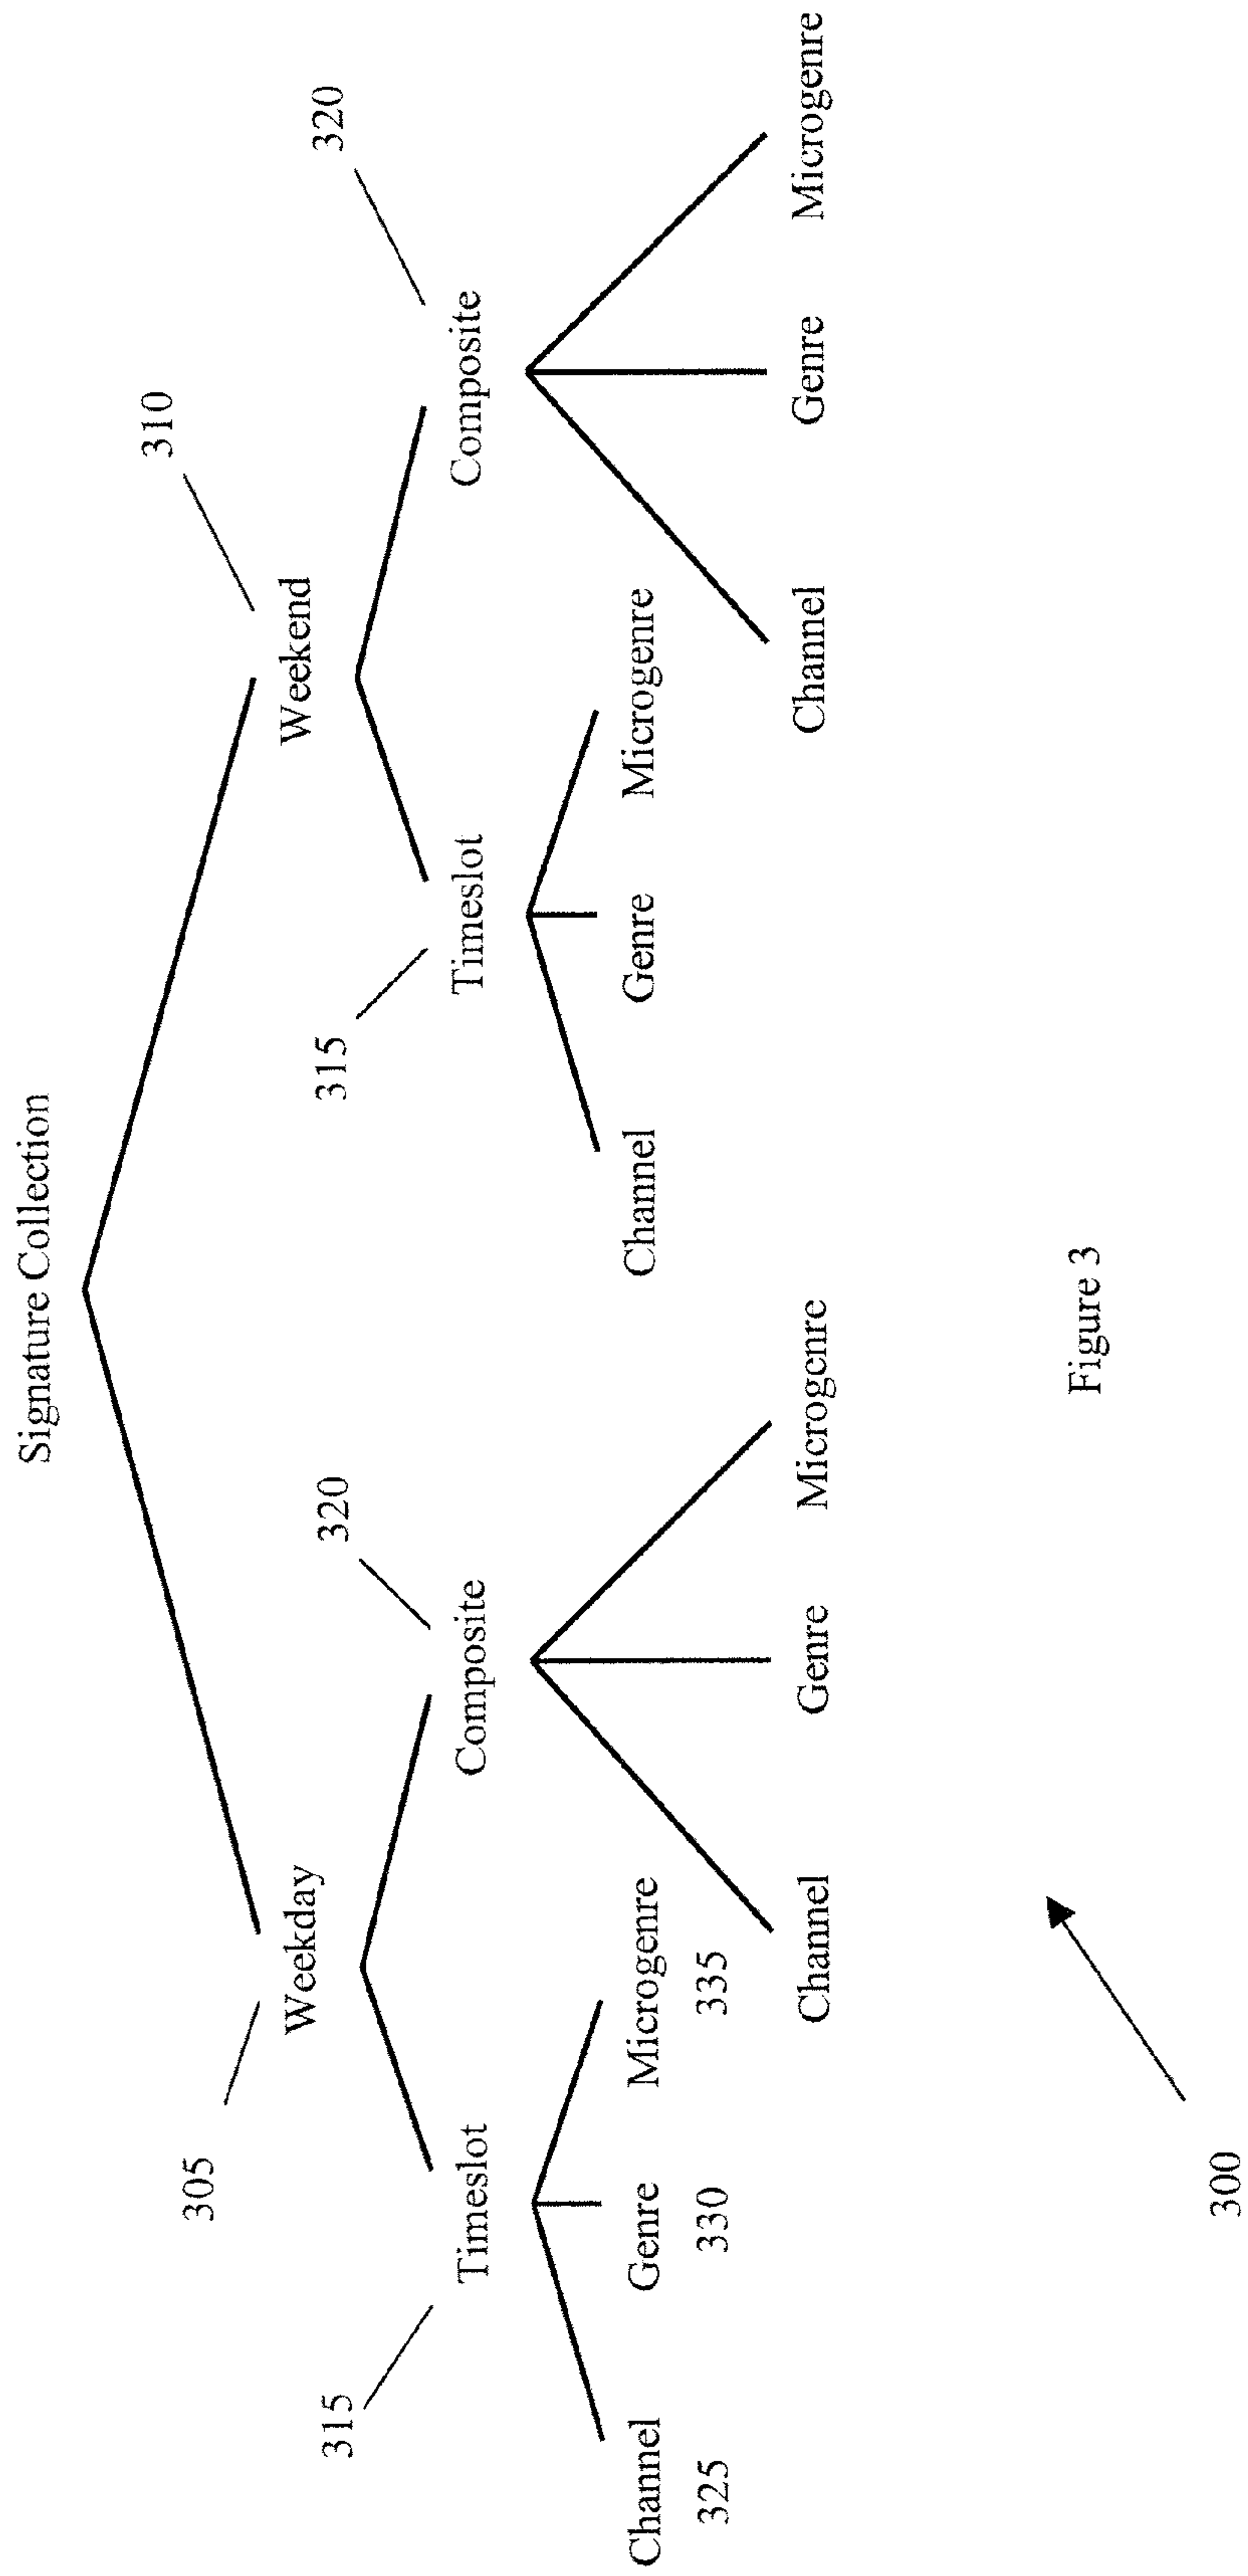 Signature Collection
305
Weekday
310
Weekend
315
Timeslot
320
Composite
315
Timeslot
320
Composite
Channel
325
Genre
330
Microgenre
335
Channel
Genre
Microgenre
Channel
Genre
Microgenre
Channel
Genre
Microgenre
300
Figure 3